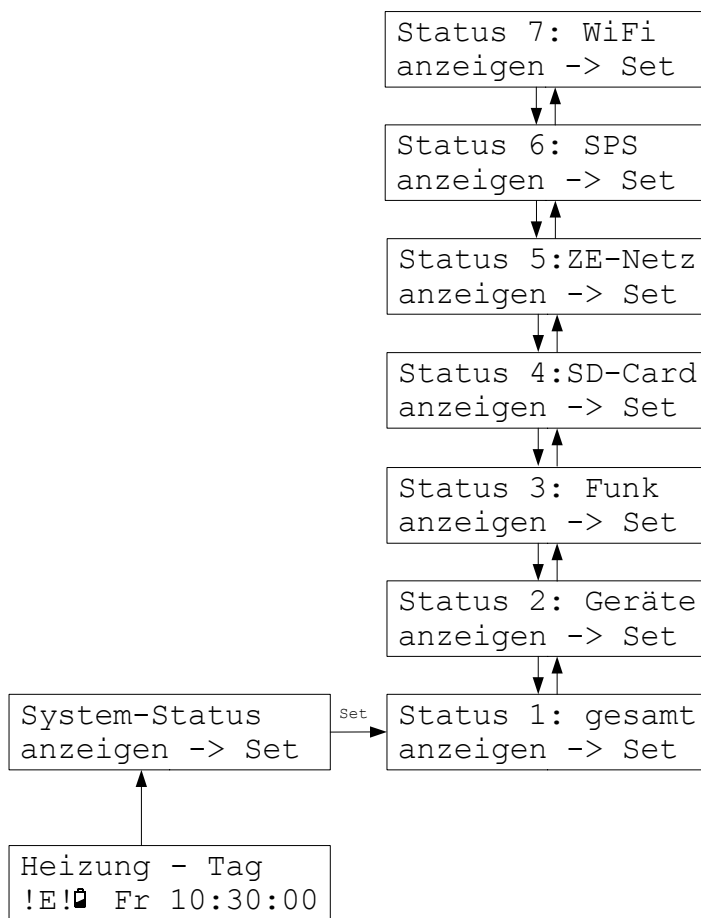 Status 7: WiFi
anzeigen -> Set
Status 6: SPS
anzeigen -> Set
Status 5:ZE-Netz
anzeigen -> Set
Status 4:SD-Card
anzeigen -> Set
Status 3: Funk
anzeigen -> Set
Status 2: Geräte
anzeigen -> Set
System-Status
anzeigen -> Set
Set
Status 1: gesamt
anzeigen -> Set
Heizung - Tag
!E! Fr 10:30:00